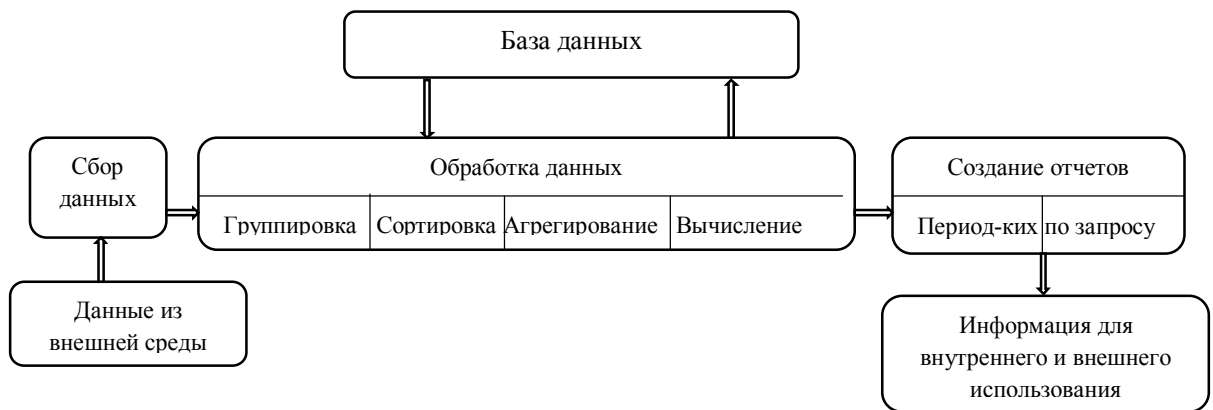 База данных
Сбор
данных
Обработка данных
Группировка Сортировка Агрегирование Вычисление
Создание отчетов
Период-ких по запросу
Данные из
внешней среды
Информация для
внутреннего и внешнего
использования